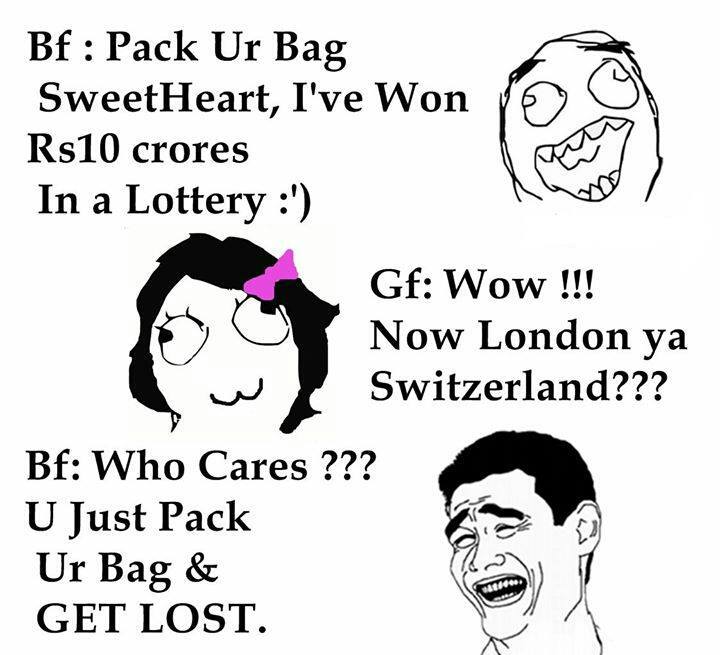 Bf : Pack Ur Bag
SweetHeart, I've Won
Rs10 crores
In a Lottery :')
Gf: Wow !!!
Now London ya
Switzerland???
Bf: Who Cares ???
U Just Pack
Ur Bag &
GET LOST.